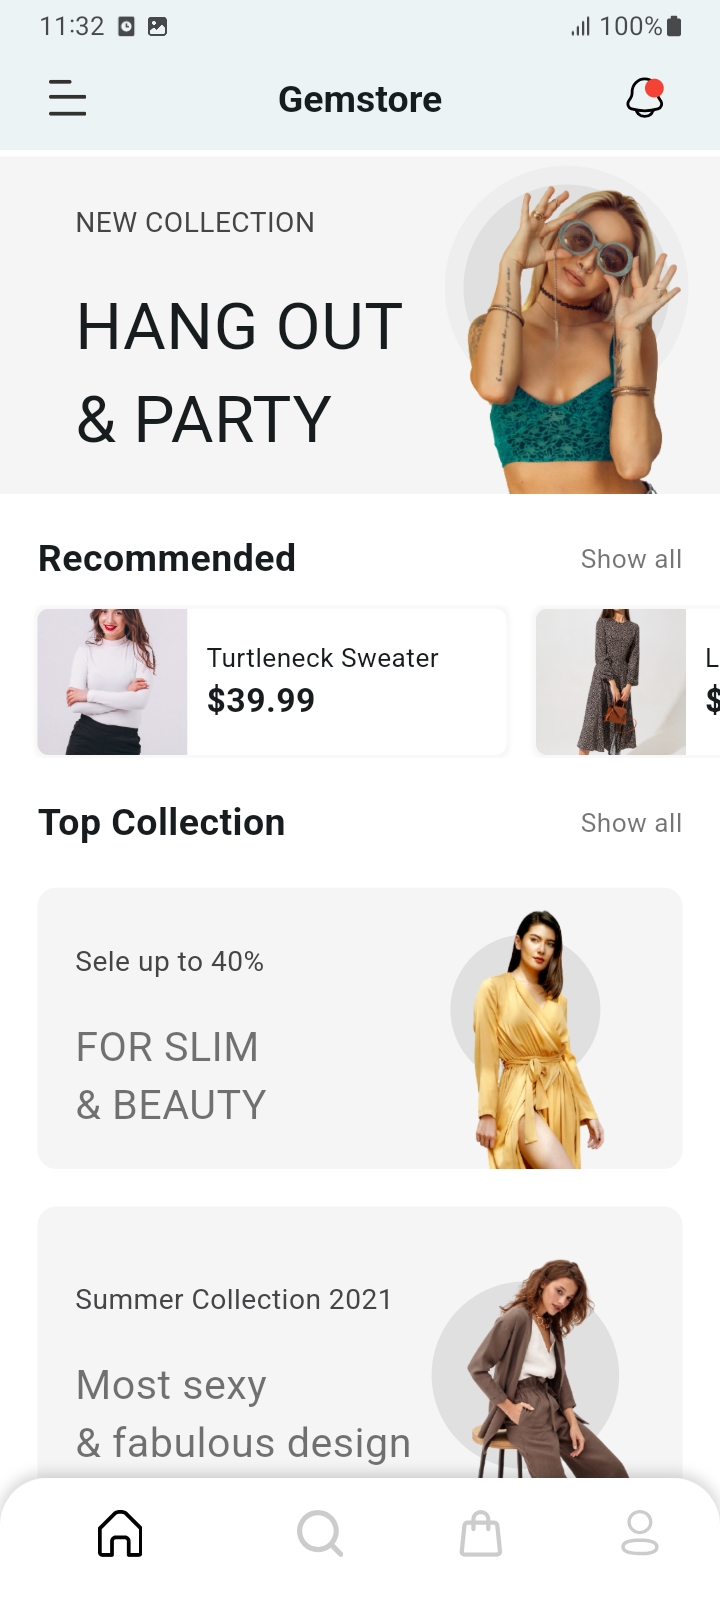 11:32 100%
Gemstore
NEW COLLECTION
HANG OUT
& PARTY
Recommended Show all
Turtleneck Sweater L
$39.99 $
Top Collection Show all
Sele up to 40%
FOR SLIM
& BEAUTY
Summer Collection 2021
Most sexy
& fabulous design